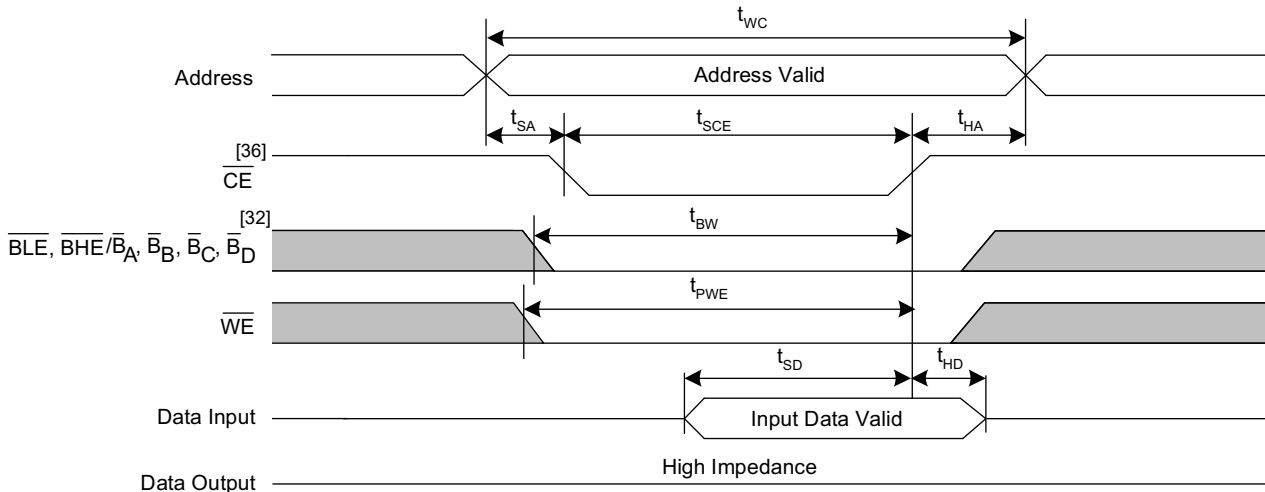 tWC
Address
Address Valid
tSA
tSCE
tHA
[36]
CE
[32]
tBW
BLE, BHE/BA, BB, BC, BD
tPWE
WE
tSD
tHD
Data Input
Input Data Valid
High Impedance
Data Output